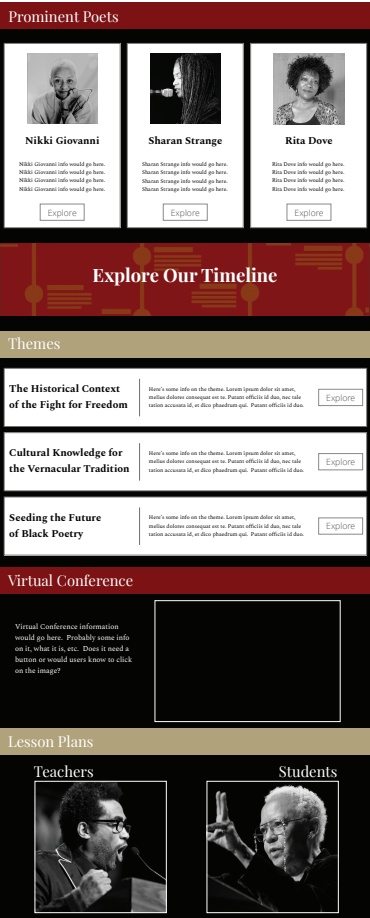 Prominent Poets
Nikki Giovanni
Nikki Giovanni info would go here.
Nikki Giovanni info would go here.
Nikki Giovanni info would go here.
Nikki Giovanni info would go here.
Explore
Sharan Strange
Sharan Strange info would go here.
Sharan Strange info would go here.
Sharan Strange info would go here.
Sharan Strange info would go here.
Explore
Rita Dove
Rita Dove info would go here.
Rita Dove info would go here.
Rita Dove info would go here.
Rita Dove info would go here.
Explore
Explore Our Timeline
Themes
The Historical Context
of the Fight for Freedom
Here's some info on the theme. Lorem ipsum dolor sit amet,
melius dolores consequat est te. Putant officiis id duo, nec tale
tation accusata id, et dico phaedrum qui. Putant officiis id duo.
Explore
Cultural Knowledge for
the Vernacular Tradition
Here's some info on the theme. Lorem ipsum dolor sit amet,
melius dolores consequat est te. Putant officiis id duo, nec tale
tation accusata id, et dico phaedrum qui. Putant officiis id duo.
Explore
Seeding the Future
of Black Poetry
Here's some info on the theme. Lorem ipsum dolor sit amet,
melius dolores consequat est te. Putant officiis id duo, nec tale
tation accusata id, et dico phaedrum qui. Putant officiis id duo.
Explore
Virtual Conference
Virtual Conference information
would go here. Probably some info
on it, what it is, etc. Does it need a
button or would users know to click
on the image?
Lesson Plans
Teachers
Students